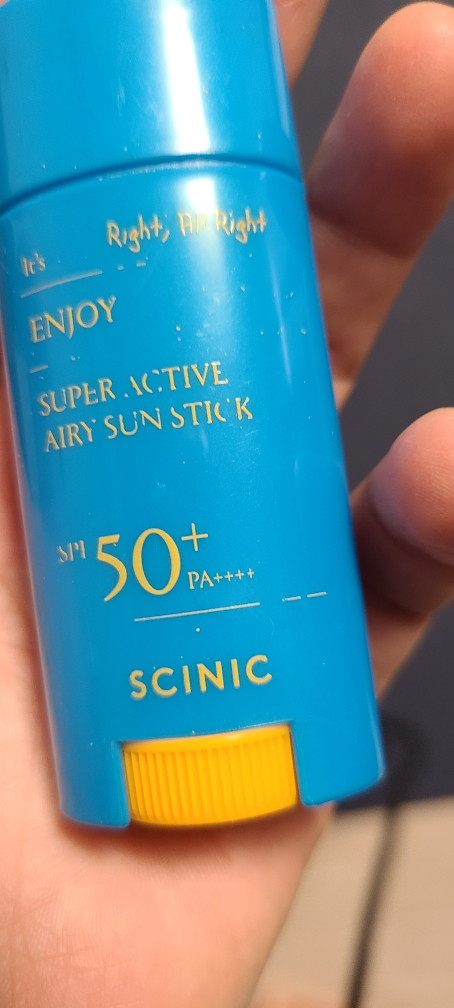 It's Right, All Right
ENJOY
SUPER ACTIVE
AIRY SUN STICK
SPF 50+
PA++++
SCINIC